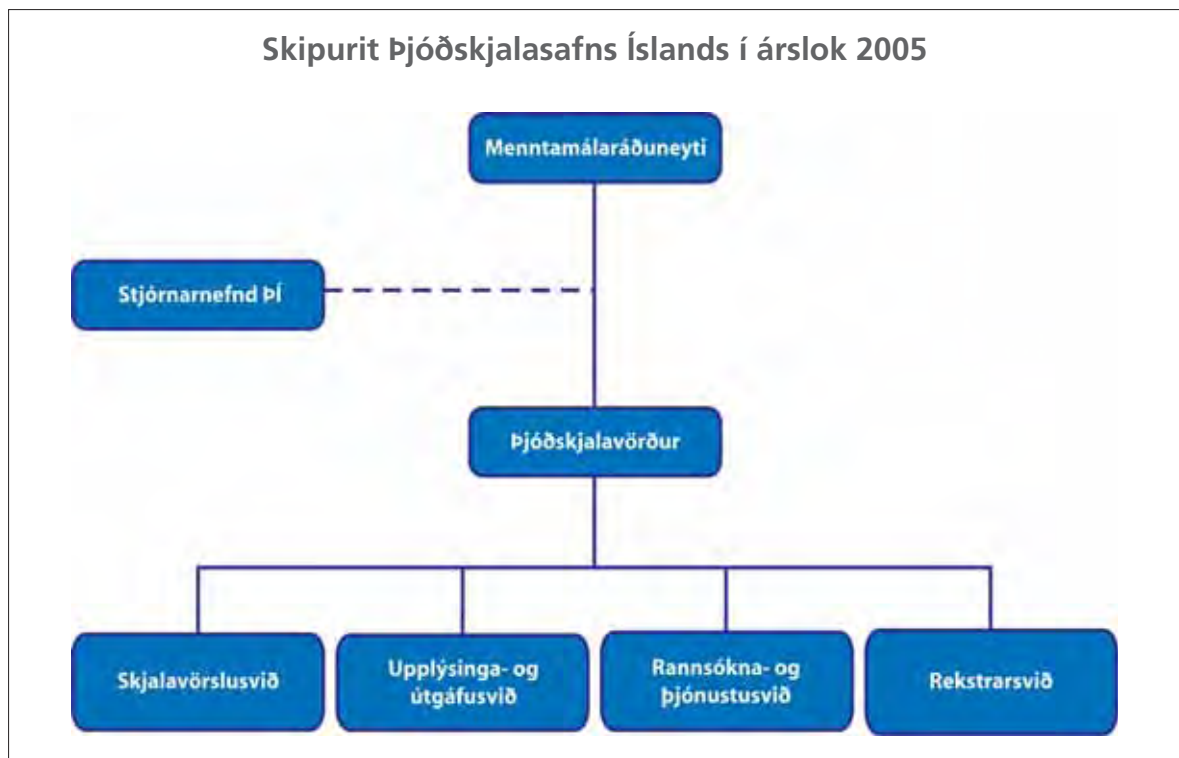 Skipurit Þjóðskjalasafns Íslands í árslok 2005
Menntamálaráðuneyti
Stjórnarnefnd ÞÍ
Þjóðskjalavörður
Skjalavörslusvið
Upplýsinga- og
útgáfusvið
Rannsókna- og
þjónustusvið
Rekstrarsvið